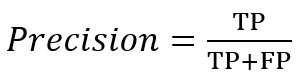 Precision = TP / TP+FP